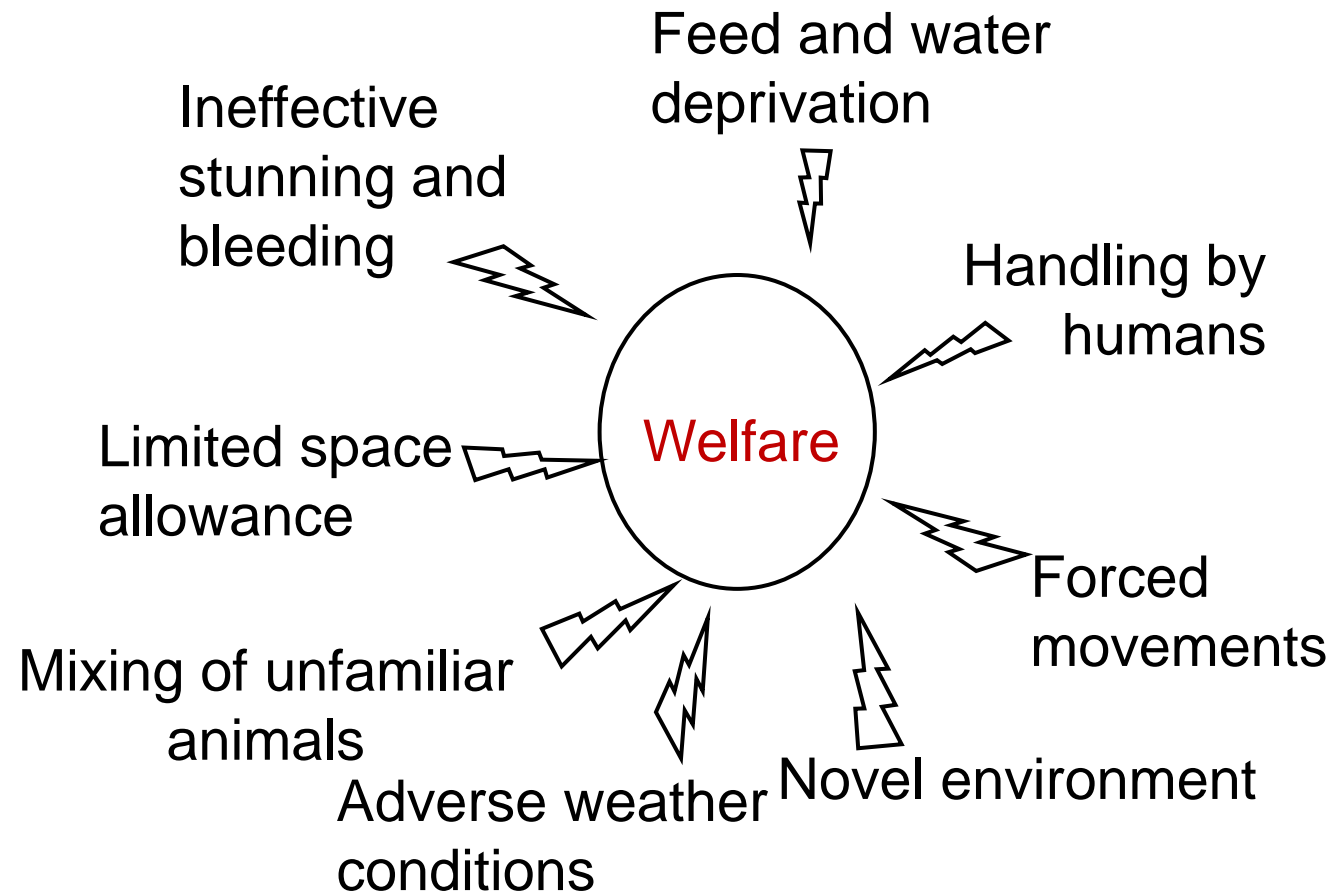 Feed and water
deprivation
Ineffective
stunning and
bleeding
Handling by
humans
Welfare
Limited space
allowance
Forced
movements
Mixing of unfamiliar
animals
Novel environment
Adverse weather
conditions